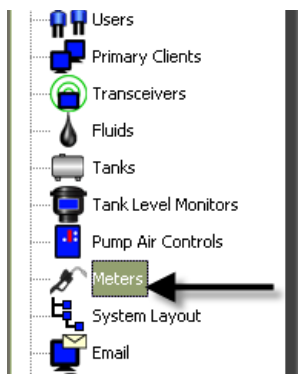 Users
Primary Clients
Transceivers
Fluids
Tanks
Tank Level Monitors
Pump Air Controls
Meters
System Layout
Email